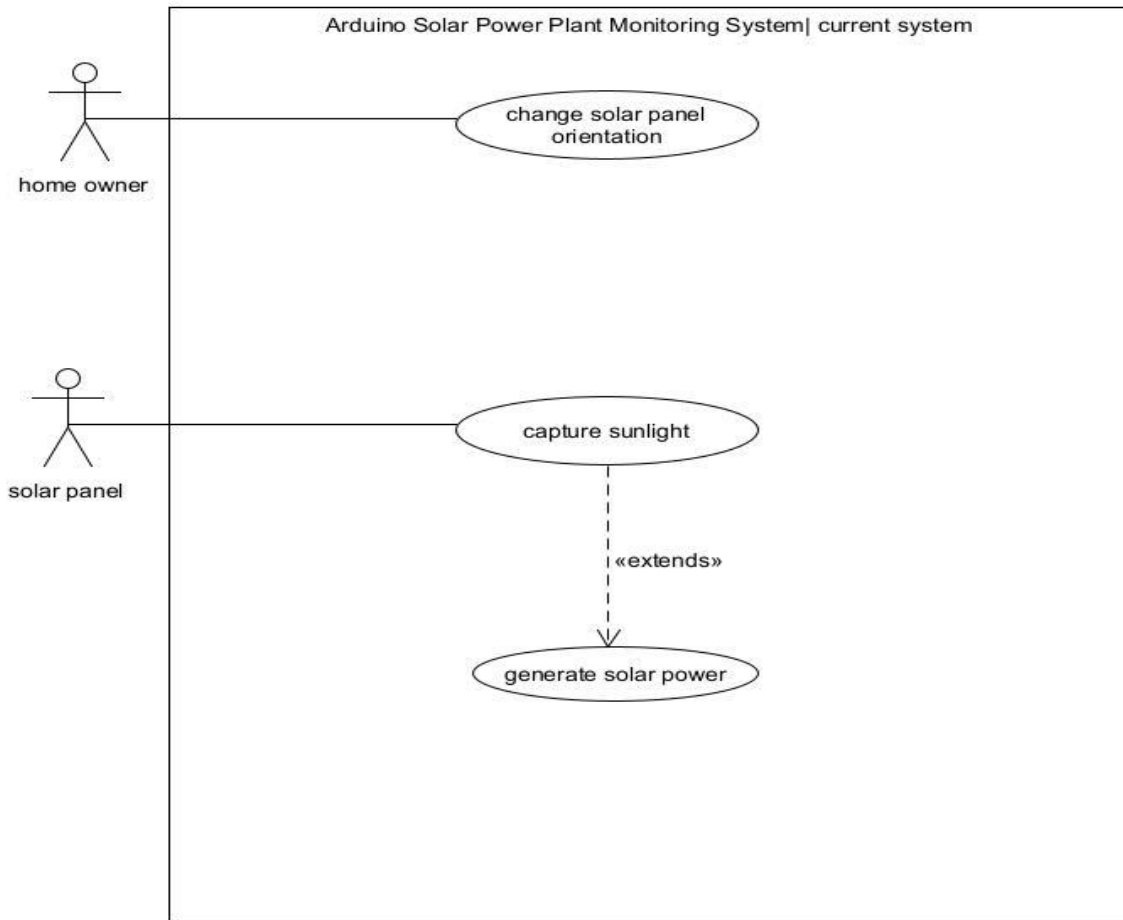 Arduino Solar Power Plant Monitoring System| current system
change solar panel
orientation
home owner
capture sunlight
solar panel
«extends»
generate solar power